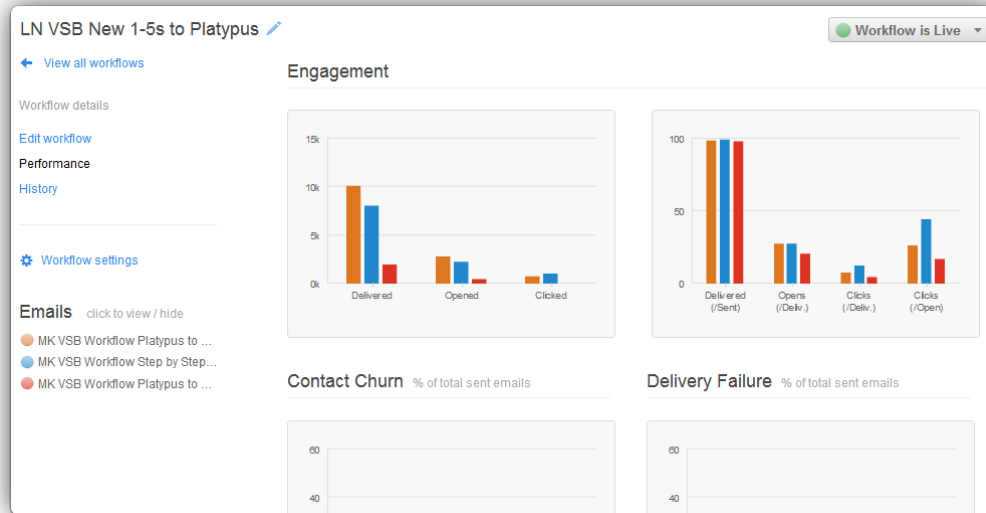 LN VSB New 1-5s to Platypus
Workflow is Live
View all workflows
Workflow details
Edit workflow
Performance
History
Workflow settings
Emails click to view / hide
MK VSB Workflow Platypus to ...
MK VSB Workflow Step by Step...
MK VSB Workflow Platypus to ...
Engagement
15k
10k
5k
0k
Delivered Opened Clicked
100
50
0
Delivered Opens Clicks Clicks
(/Sent) (/Deliv.) (/Deliv.) (/Open)
Contact Churn % of total sent emails
60
40
Delivery Failure % of total sent emails
60
40